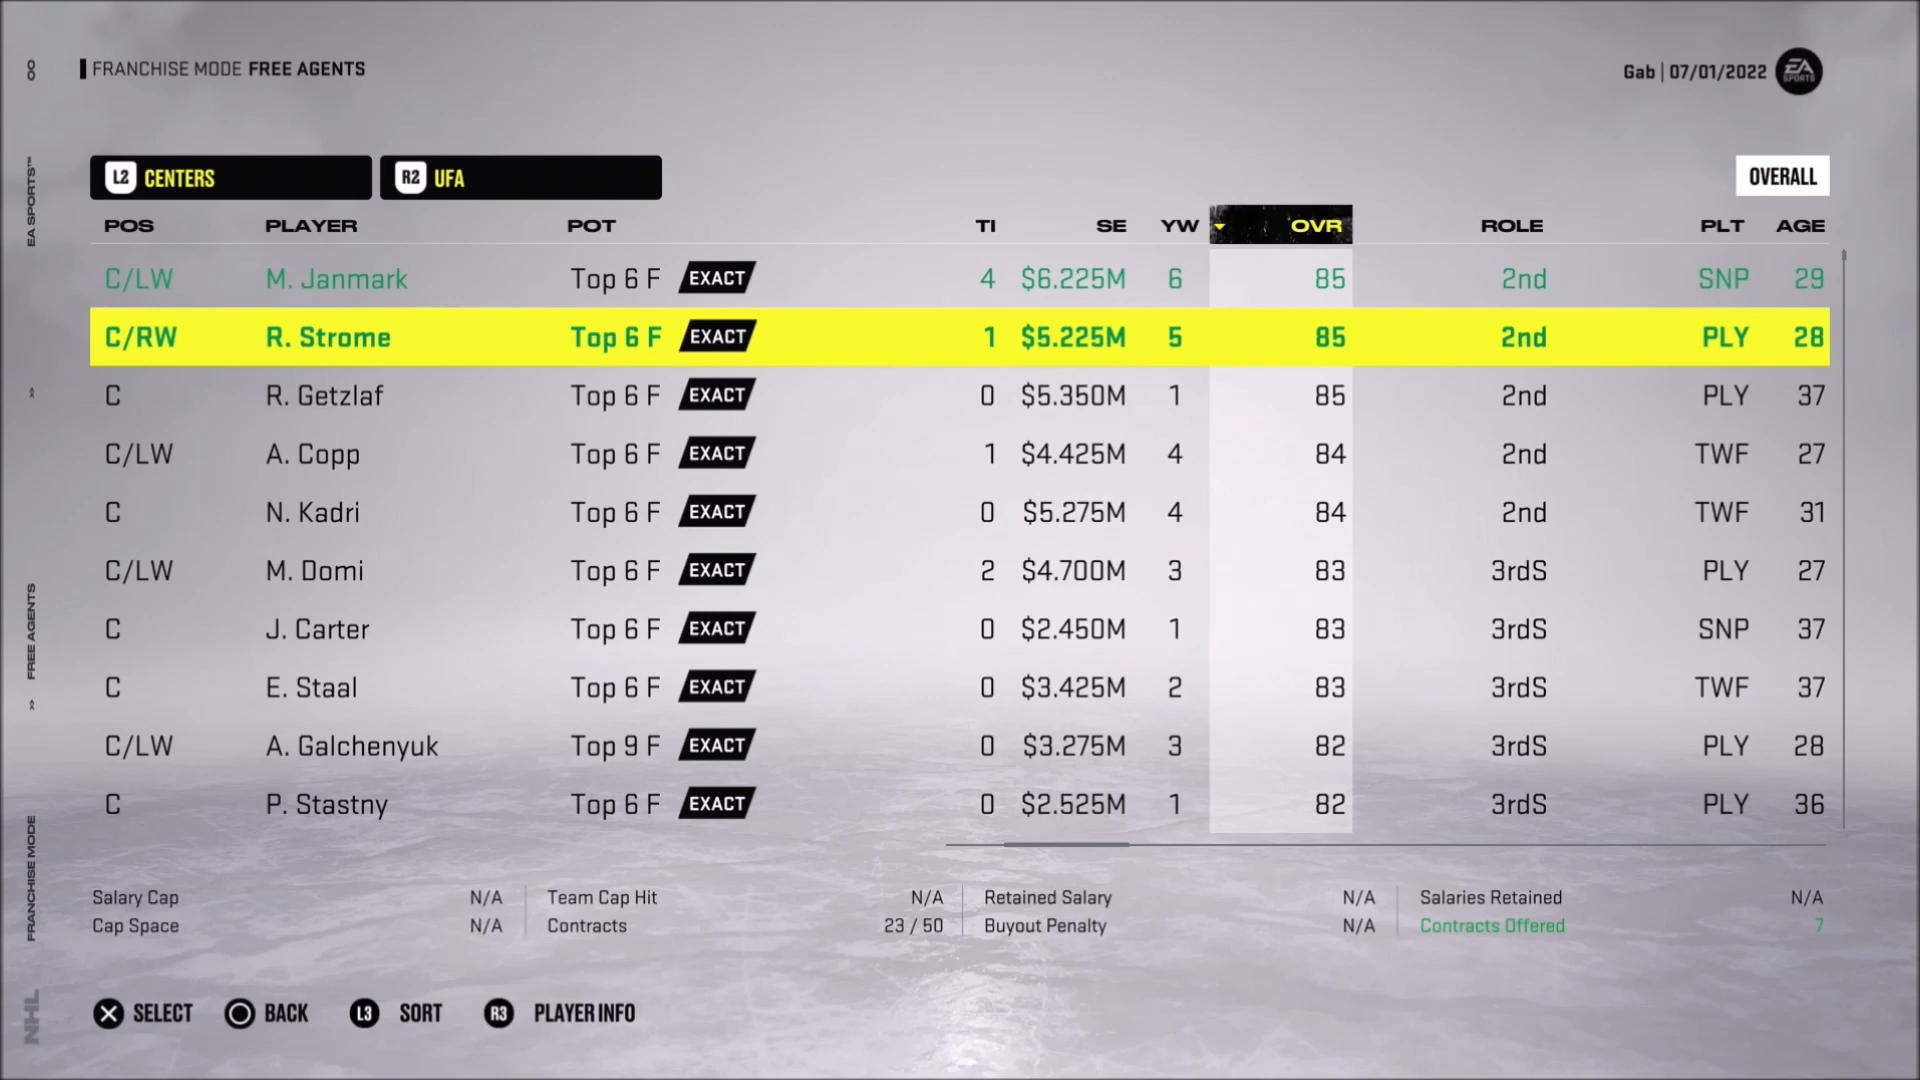 FRANCHISE MODE FREE AGENTS
Gab | 07/01/2022
EA SPORTS
L2 CENTERS R2 UFA OVERALL
POS PLAYER POT TI SE YW OVR ROLE PLT AGE
C/LW M. Janmark Top 6 F EXACT 4 $6.225M 6 85 2nd SNP 29
C/RW R. Strome Top 6 F EXACT 1 $5.225M 5 85 2nd PLY 28
C R. Getzlaf Top 6 F EXACT 0 $5.350M 1 85 2nd PLY 37
C/LW A. Copp Top 6 F EXACT 1 $4.425M 4 84 2nd TWF 27
C N. Kadri Top 6 F EXACT 0 $5.275M 4 84 2nd TWF 31
C/LW M. Domi Top 6 F EXACT 2 $4.700M 3 83 3rdS PLY 27
C J. Carter Top 6 F EXACT 0 $2.450M 1 83 3rdS SNP 37
C E. Staal Top 6 F EXACT 0 $3.425M 2 83 3rdS TWF 37
C/LW A. Galchenyuk Top 9 F EXACT 0 $3.275M 3 82 3rdS PLY 28
C P. Stastny Top 6 F EXACT 0 $2.525M 1 82 3rdS PLY 36
Salary Cap N/A Team Cap Hit N/A Retained Salary N/A Salaries Retained N/A
Cap Space N/A Contracts 23 / 50 Buyout Penalty N/A Contracts Offered 7
SELECT BACK L3 SORT R3 PLAYER INFO
NHL FRANCHISE MODE >> FREE AGENTS >> EA SPORTS™